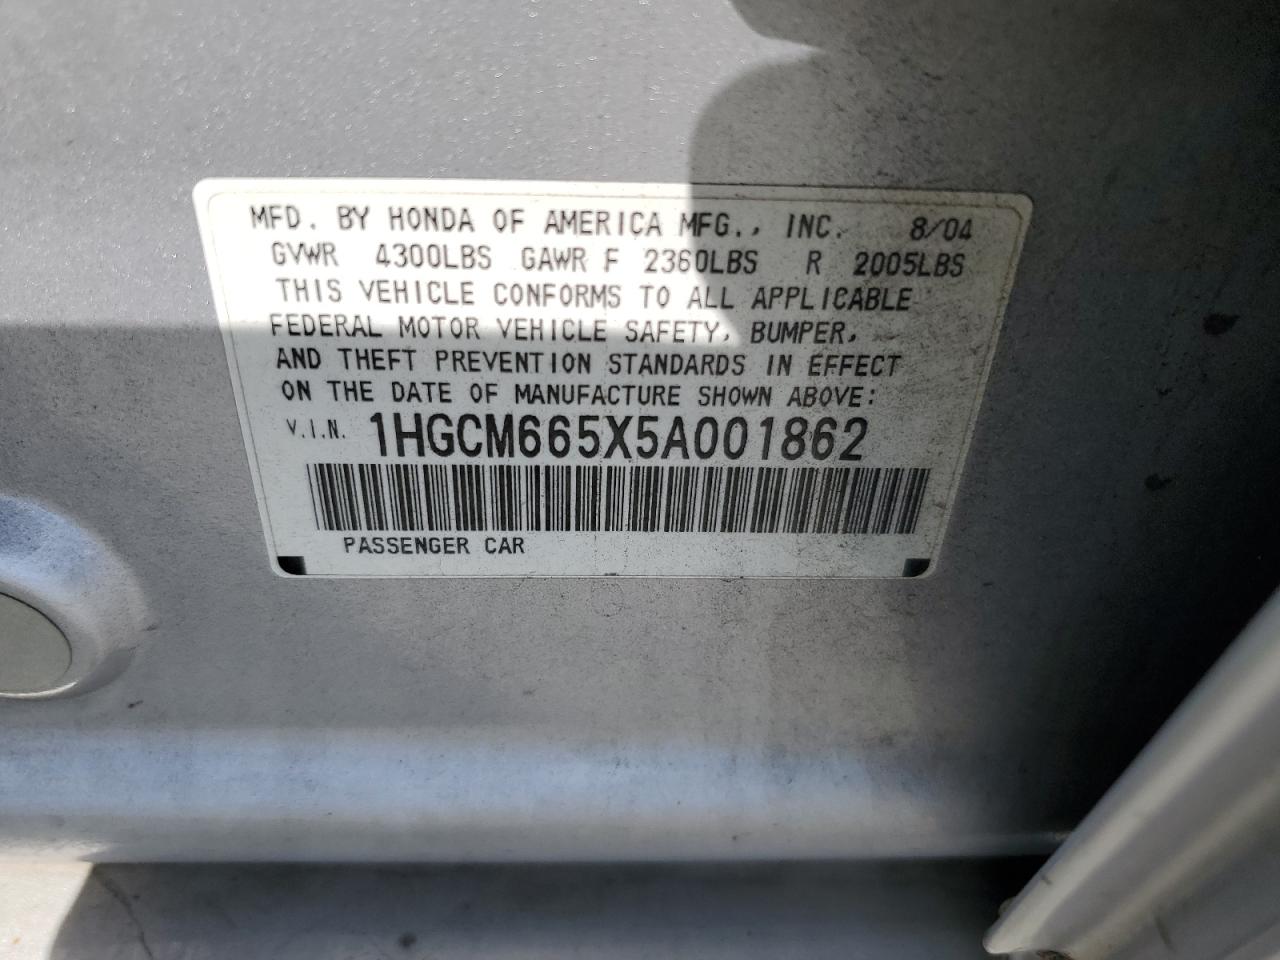 MFD. BY HONDA OF AMERICA MFG., INC. 8/04
GVWR 4300LBS GAWR F 2360LBS R 2005LBS
THIS VEHICLE CONFORMS TO ALL APPLICABLE
FEDERAL MOTOR VEHICLE SAFETY, BUMPER,
AND THEFT PREVENTION STANDARDS IN EFFECT
ON THE DATE OF MANUFACTURE SHOWN ABOVE:
V.I.N. 1HGCM665X5A001862
PASSENGER CAR